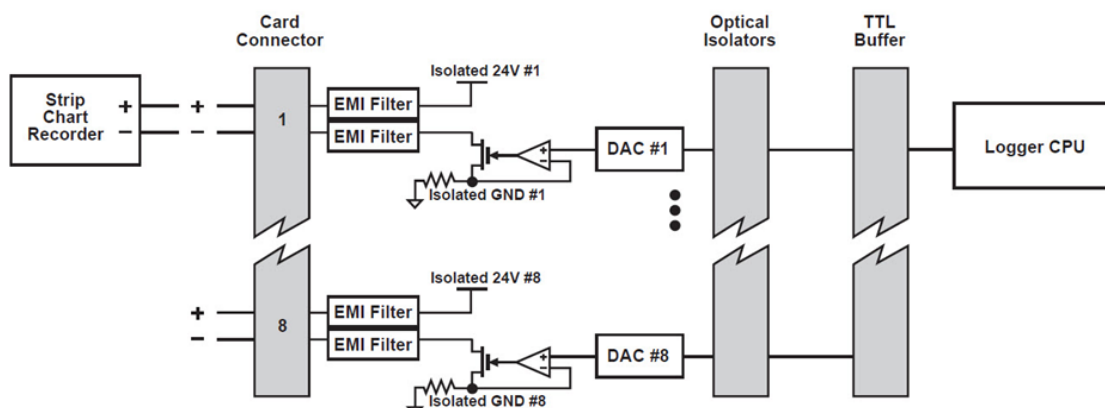 Card
Connector
Optical
Isolators
TTL
Buffer
Isolated 24V #1
Strip
Chart
Recorder
+
−
+
−
1
EMI Filter
EMI Filter
+
−
DAC #1
Logger CPU
Isolated GND #1
Isolated 24V #8
+
−
8
EMI Filter
EMI Filter
+
−
DAC #8
Isolated GND #8